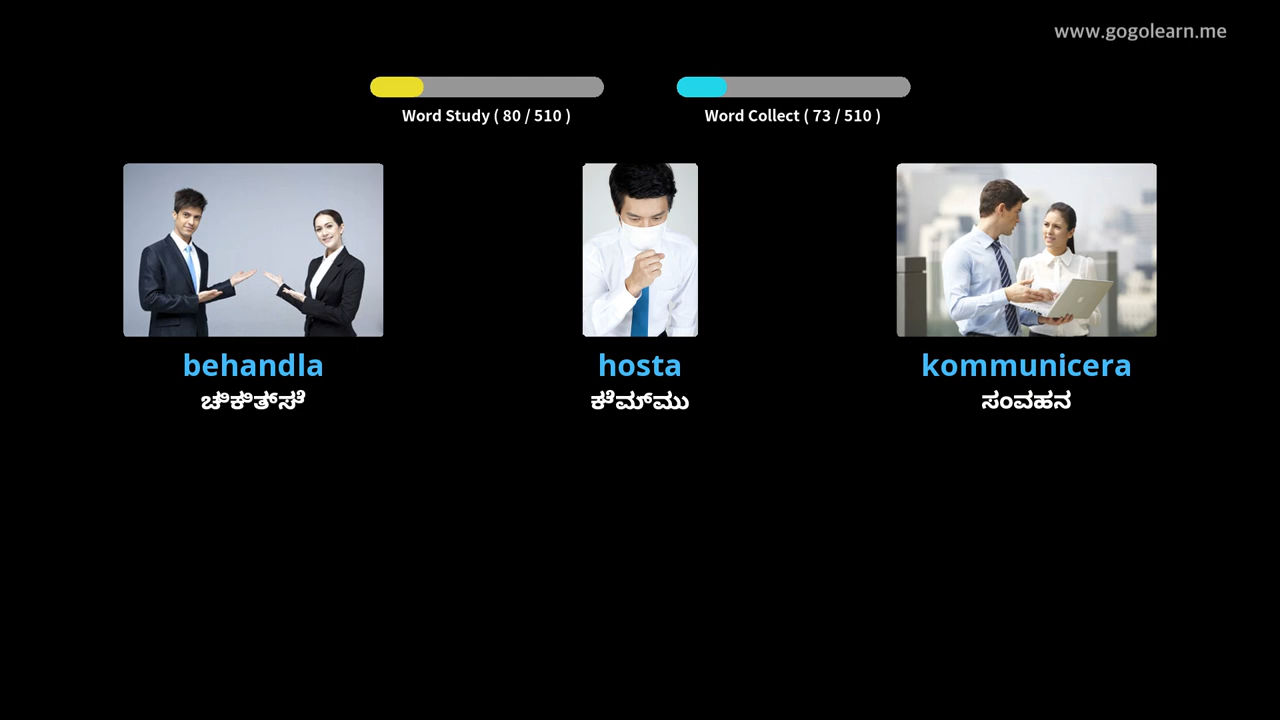 www.gogolearn.me
Word Study ( 80 / 510 )
Word Collect ( 73 / 510 )
behandla
hosta
kommunicera
ಚಿಕಿತ್ಸೆ
ಕೆಮ್ಮು
ಸಂವಹನ